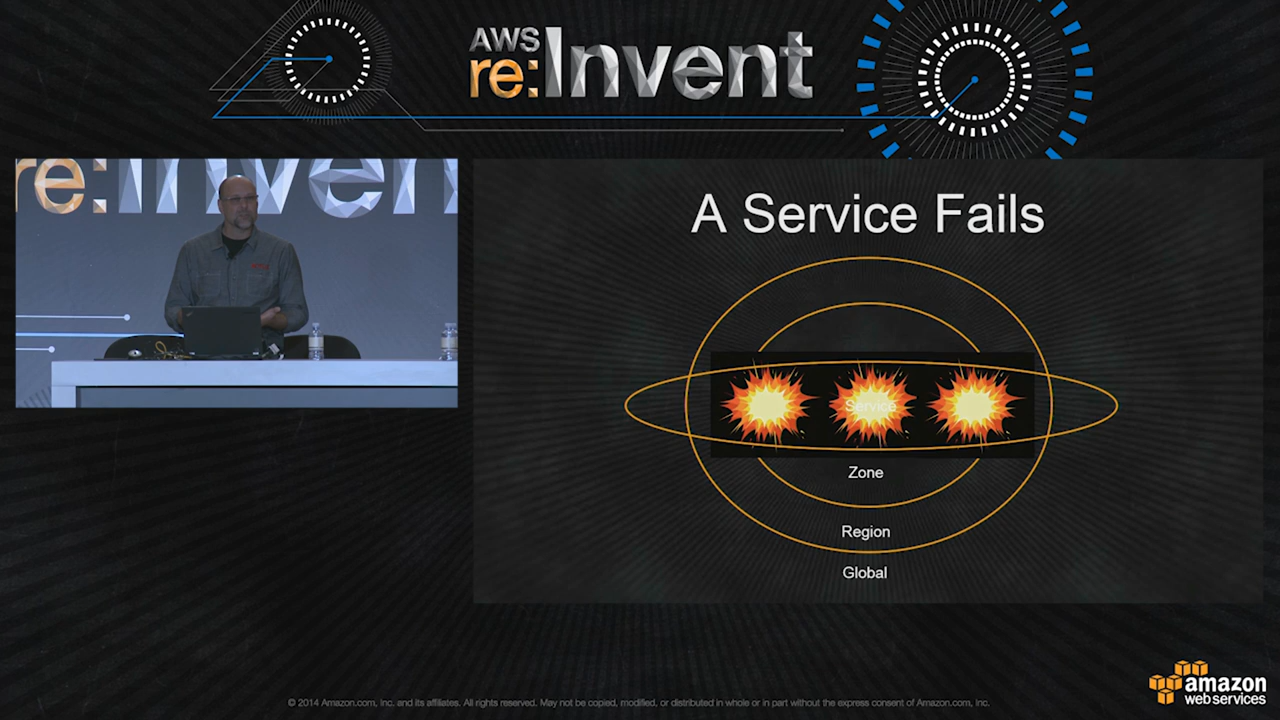 AWS
re:Invent
re:Inven
A Service Fails
Service
Zone
Region
Global
© 2014 Amazon.com, Inc. and its affiliates. All rights reserved. May not be copied, modified, or distributed in whole or in part without the express consent of Amazon.com, Inc.
amazon
web services